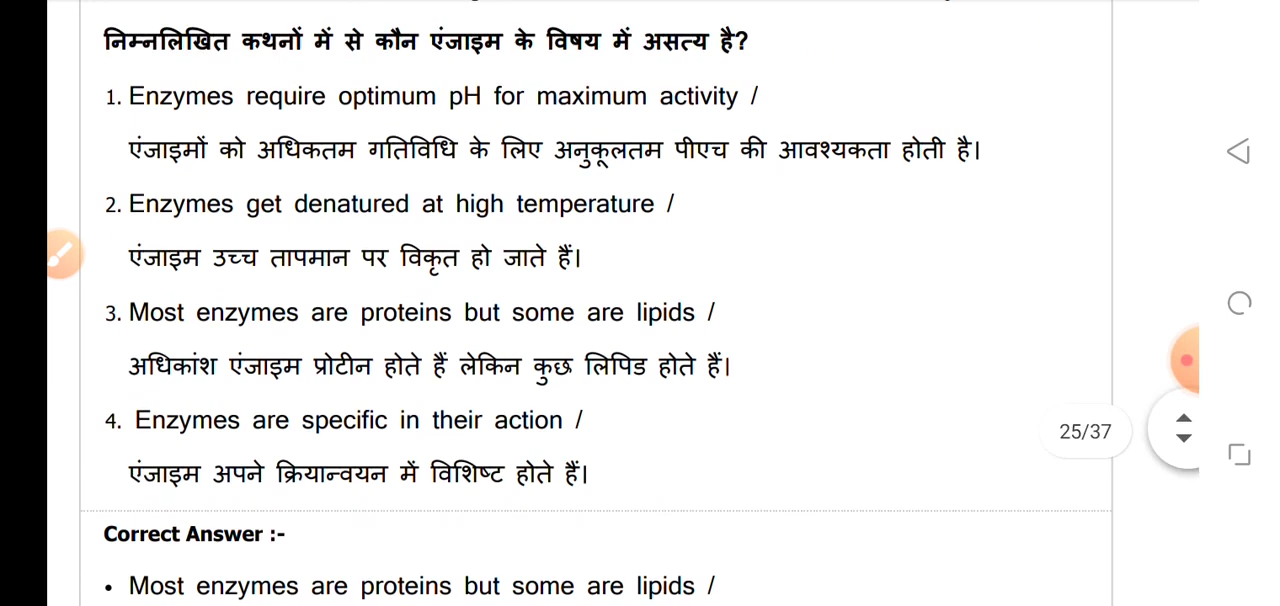 निम्नलिखित कथनों में से कौन एंजाइम के विषय में असत्य है?
1. Enzymes require optimum pH for maximum activity /
एंजाइमों को अधिकतम गतिविधि के लिए अनुकूलतम पीएच की आवश्यकता होती है।
2. Enzymes get denatured at high temperature /
एंजाइम उच्च तापमान पर विकृत हो जाते हैं।
3. Most enzymes are proteins but some are lipids /
अधिकांश एंजाइम प्रोटीन होते हैं लेकिन कुछ लिपिड होते हैं।
4. Enzymes are specific in their action /
एंजाइम अपने क्रियान्वयन में विशिष्ट होते हैं।
25/37
Correct Answer :-
• Most enzymes are proteins but some are lipids /